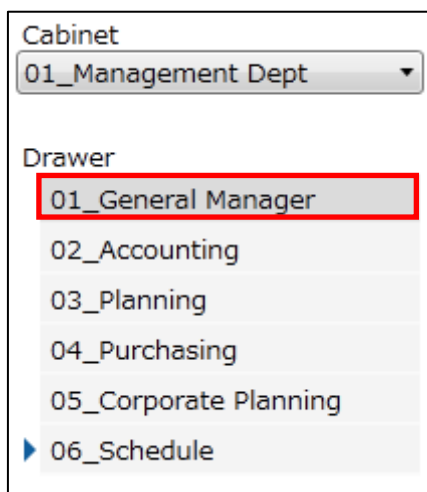 Cabinet
01_Management Dept
Drawer
01_General Manager
02_Accounting
03_Planning
04_Purchasing
05_Corporate Planning
06_Schedule